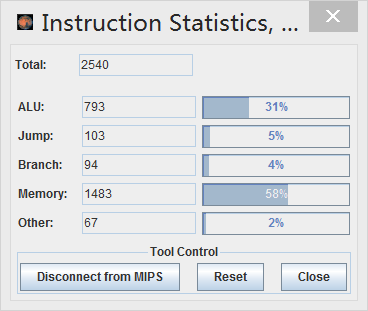 Instruction Statistics, ...
Total: 2540
ALU: 793 31%
Jump: 103 5%
Branch: 94 4%
Memory: 1483 58%
Other: 67 2%
Tool Control
Disconnect from MIPS Reset Close